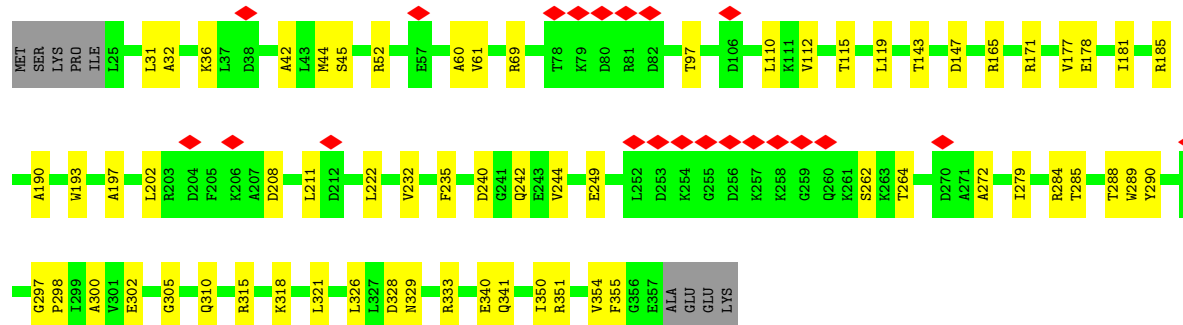 MET SER LYS PRO ILE L25 L31 A32 K36 L37 D38 A42 L43 M44 S45 R52 E57 A60 V61 R69 T78 K79 D80 R81 D82 T97 D106 L110 K111 V112 T115 L119 T143 D147 R165 R171 V177 E178 I181 R185
A190 W193 A197 L202 R203 D204 F205 K206 A207 D208 L211 D212 L222 V232 F235 D240 G241 Q242 E243 V244 E249 L252 D253 K254 G255 D256 K257 K258 G259 Q260 K261 S262 K263 T264 D270 A271 A272 I279 R284 T285 T288 W289 Y290
G297 P298 I299 A300 V301 E302 G305 Q310 R315 K318 L321 L326 L327 D328 N329 R333 E340 Q341 I350 R351 V354 F355 G356 E357 ALA GLU GLU LYS